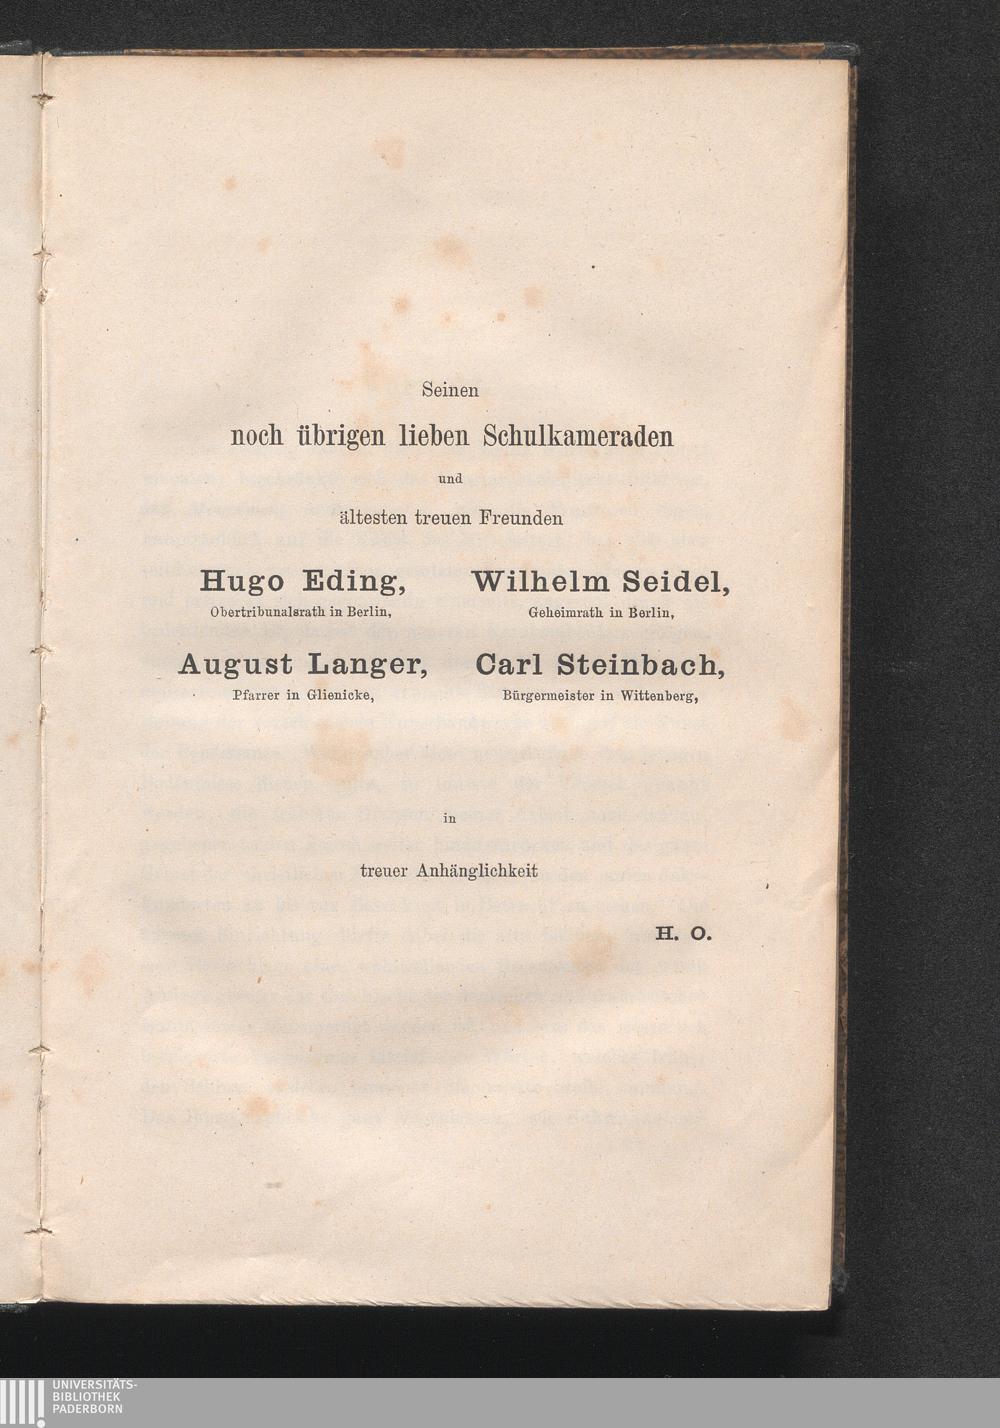 Seinen
noch übrigen lieben Schulkameraden
und
ältesten treuen Freunden
Hugo Eding,
Obertribunalsrath in Berlin,
Wilhelm Seidel,
Geheimrath in Berlin,
August Langer,
Pfarrer in Glienicke,
Carl Steinbach,
Bürgermeister in Wittenberg,
in
treuer Anhänglichkeit
H. O.
UNIVERSITÄTS-
BIBLIOTHEK
PADERBORN